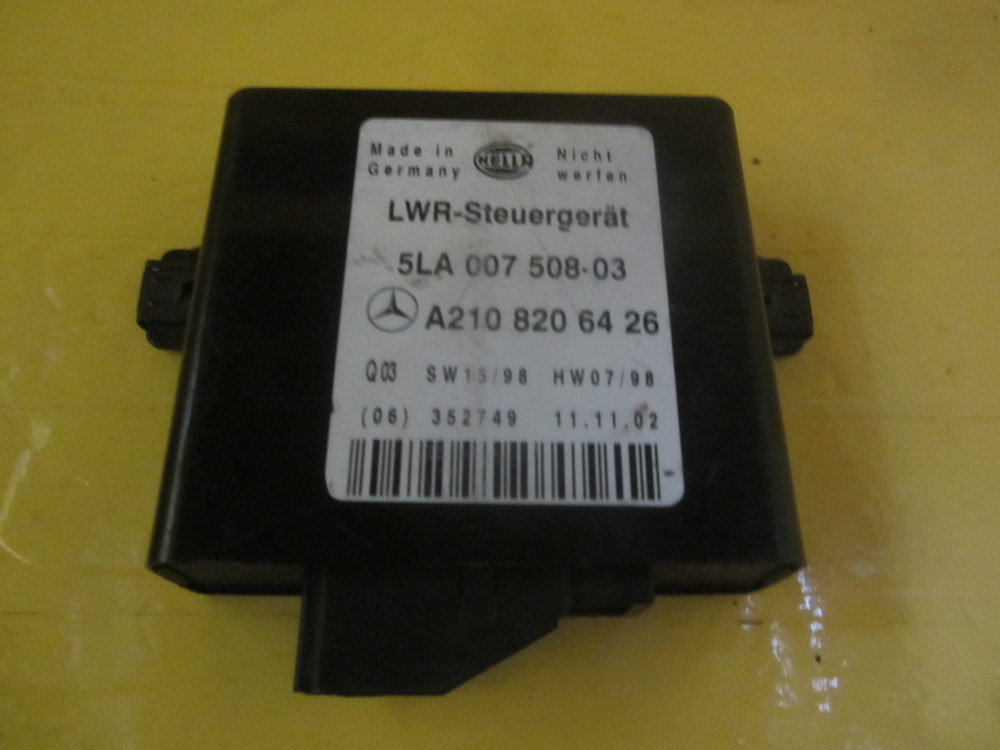 Made in HELLA Nicht
Germany werfen
LWR-Steuergerät
5LA 007 508-03
A210 820 64 26
Q03 SW15/98 HW07/98
(06) 352749 11.11.02